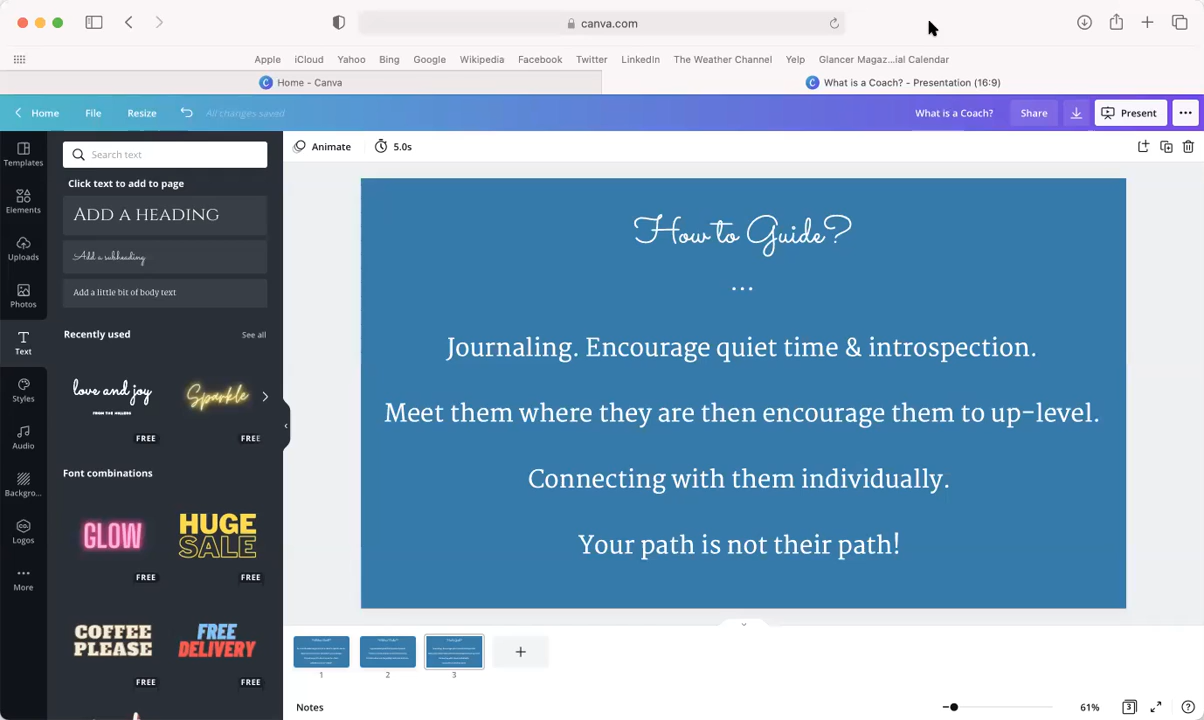 canva.com
Apple iCloud Yahoo Bing Google Wikipedia Facebook Twitter LinkedIn The Weather Channel Yelp Glancer Magaz...ial Calendar
Home - Canva
What is a Coach? - Presentation (16:9)
Home File Resize All changes saved What is a Coach? Share Present
Templates
Elements
Uploads
Photos
Text
Styles
Audio
Backgro...
Logos
More
Search text
Click text to add to page
ADD A HEADING
Add a subheading
Add a little bit of body text
Recently used See all
love and joy
Sparkle
FREE FREE
Font combinations
GLOW
HUGE
SALE
FREE FREE
COFFEE
PLEASE
FREE
DELIVERY
FREE FREE
Animate 5.0s
How to Guide?
...
Journaling. Encourage quiet time & introspection.
Meet them where they are then encourage them to up-level.
Connecting with them individually.
Your path is not their path!
1 2 3
Notes
61%
3
?